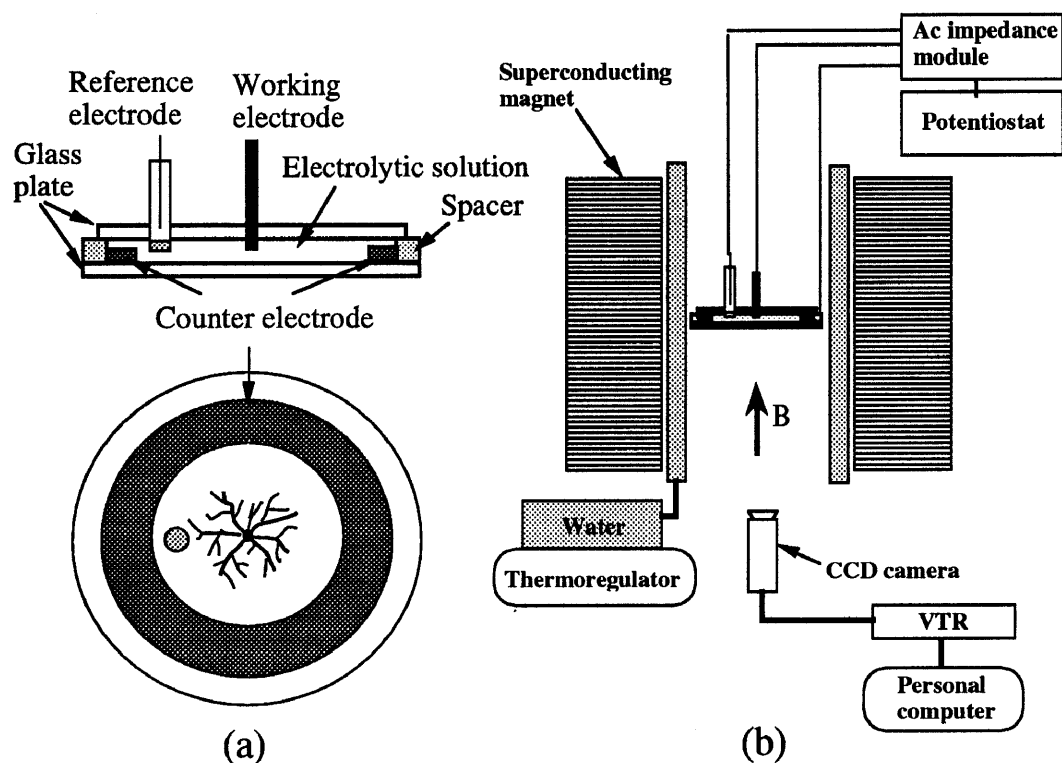 Reference
electrode
Working
electrode
Glass
plate
Electrolytic solution
Spacer
Counter electrode
(a)
Ac impedance
module
Potentiostat
Superconducting
magnet
B
Water
Thermoregulator
CCD camera
VTR
Personal
computer
(b)